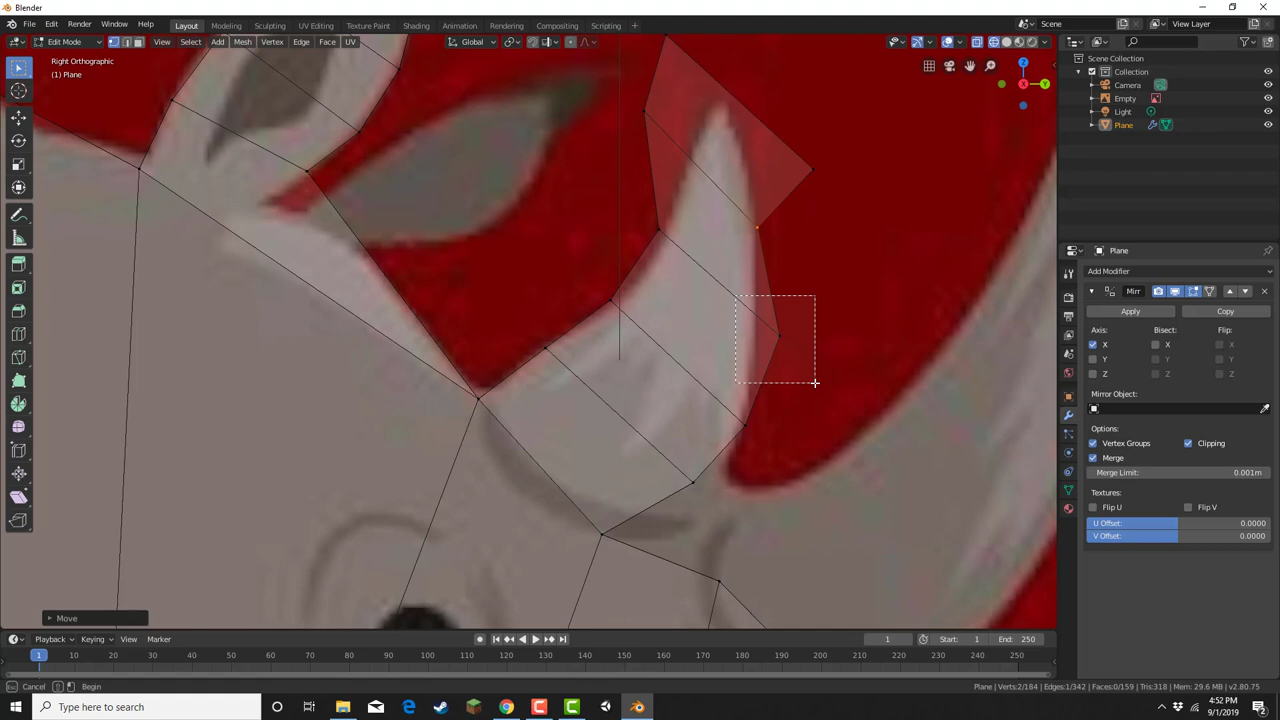 Blender
File Edit Render Window Help Layout Modeling Sculpting UV Editing Texture Paint Shading Animation Rendering Compositing Scripting + Scene View Layer
Edit Mode View Select Add Mesh Vertex Edge Face UV Global
Right Orthographic
(1) Plane
Z
Y
X
Scene Collection
Collection
Camera
Empty
Light
Plane
Plane
Add Modifier
Mirr
Apply Copy
Axis: Bisect: Flip:
X X X
Y Y Y
Z Z Z
Mirror Object:
Options:
Vertex Groups Clipping
Merge
Merge Limit: 0.001m
Textures:
Flip U Flip V
U Offset: 0.0000
V Offset: 0.0000
Move
Playback Keying View Marker 1 Start: 1 End: 250
1 10 20 30 40 50 60 70 80 90 100 110 120 130 140 150 160 170 180 190 200 210 220 230 240 250
Cancel Begin Plane | Verts:2/184 | Edges:1/342 | Faces:0/159 | Tris:318 | Mem: 29.6 MB | v2.80.75
Type here to search
4:52 PM
9/1/2019
2